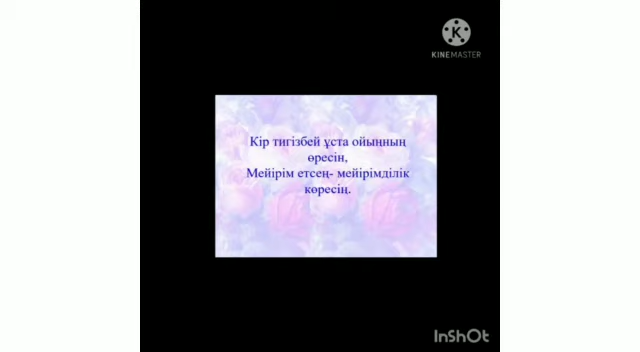 KINEMASTER
Кір тигізбей ұста ойыңның
өресін,
Мейірім етсең- мейірімділік
көресің.
InShOt